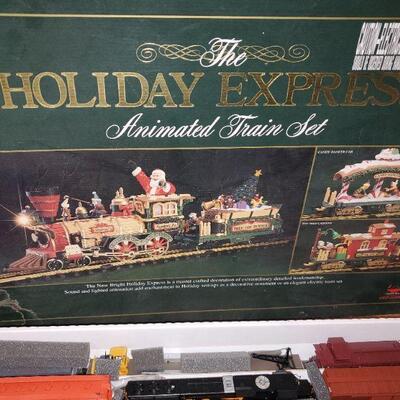 The
HOLIDAY EXPRES
Animated Train Set
The New Bright Holiday Express is a master crafted decoration of extraordinary detailed workmanship.
Sound and lighted animation add enchantment to Holiday settings as a decorative ornament or an elegant electric train set